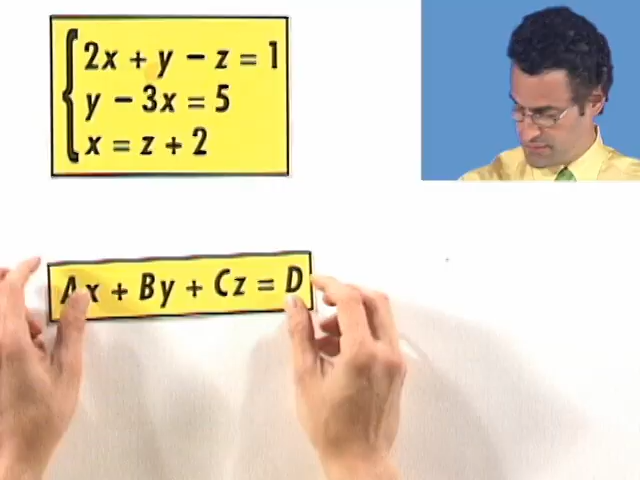 2x + y - z = 1
y - 3x = 5
x = z + 2
Ax + By + Cz = D